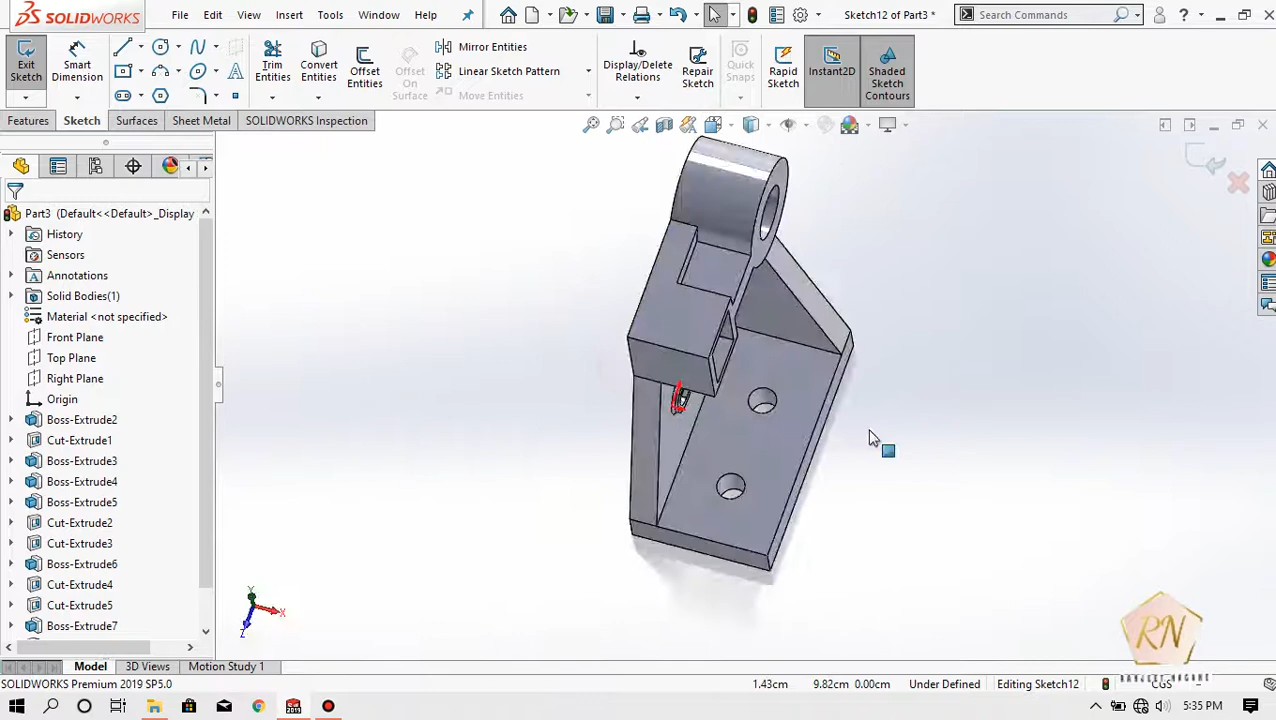 SOLIDWORKS File Edit View Insert Tools Window Help Sketch12 of Part3 * Search Commands ?
Exit Sketch Smart Dimension Trim Entities Convert Entities Offset Entities Offset On Surface Mirror Entities Linear Sketch Pattern Move Entities Display/Delete Relations Repair Sketch Quick Snaps Rapid Sketch Instant2D Shaded Sketch Contours
Features Sketch Surfaces Sheet Metal SOLIDWORKS Inspection
Part3 (Default<<Default>_Display
History
Sensors
Annotations
Solid Bodies(1)
Material <not specified>
Front Plane
Top Plane
Right Plane
Origin
Boss-Extrude2
Cut-Extrude1
Boss-Extrude3
Boss-Extrude4
Boss-Extrude5
Cut-Extrude2
Cut-Extrude3
Boss-Extrude6
Cut-Extrude4
Cut-Extrude5
Boss-Extrude7
Y
X
Z
RN
Model 3D Views Motion Study 1
SOLIDWORKS Premium 2019 SP5.0 1.43cm 9.82cm 0.00cm Under Defined Editing Sketch12 CGS
5:35 PM